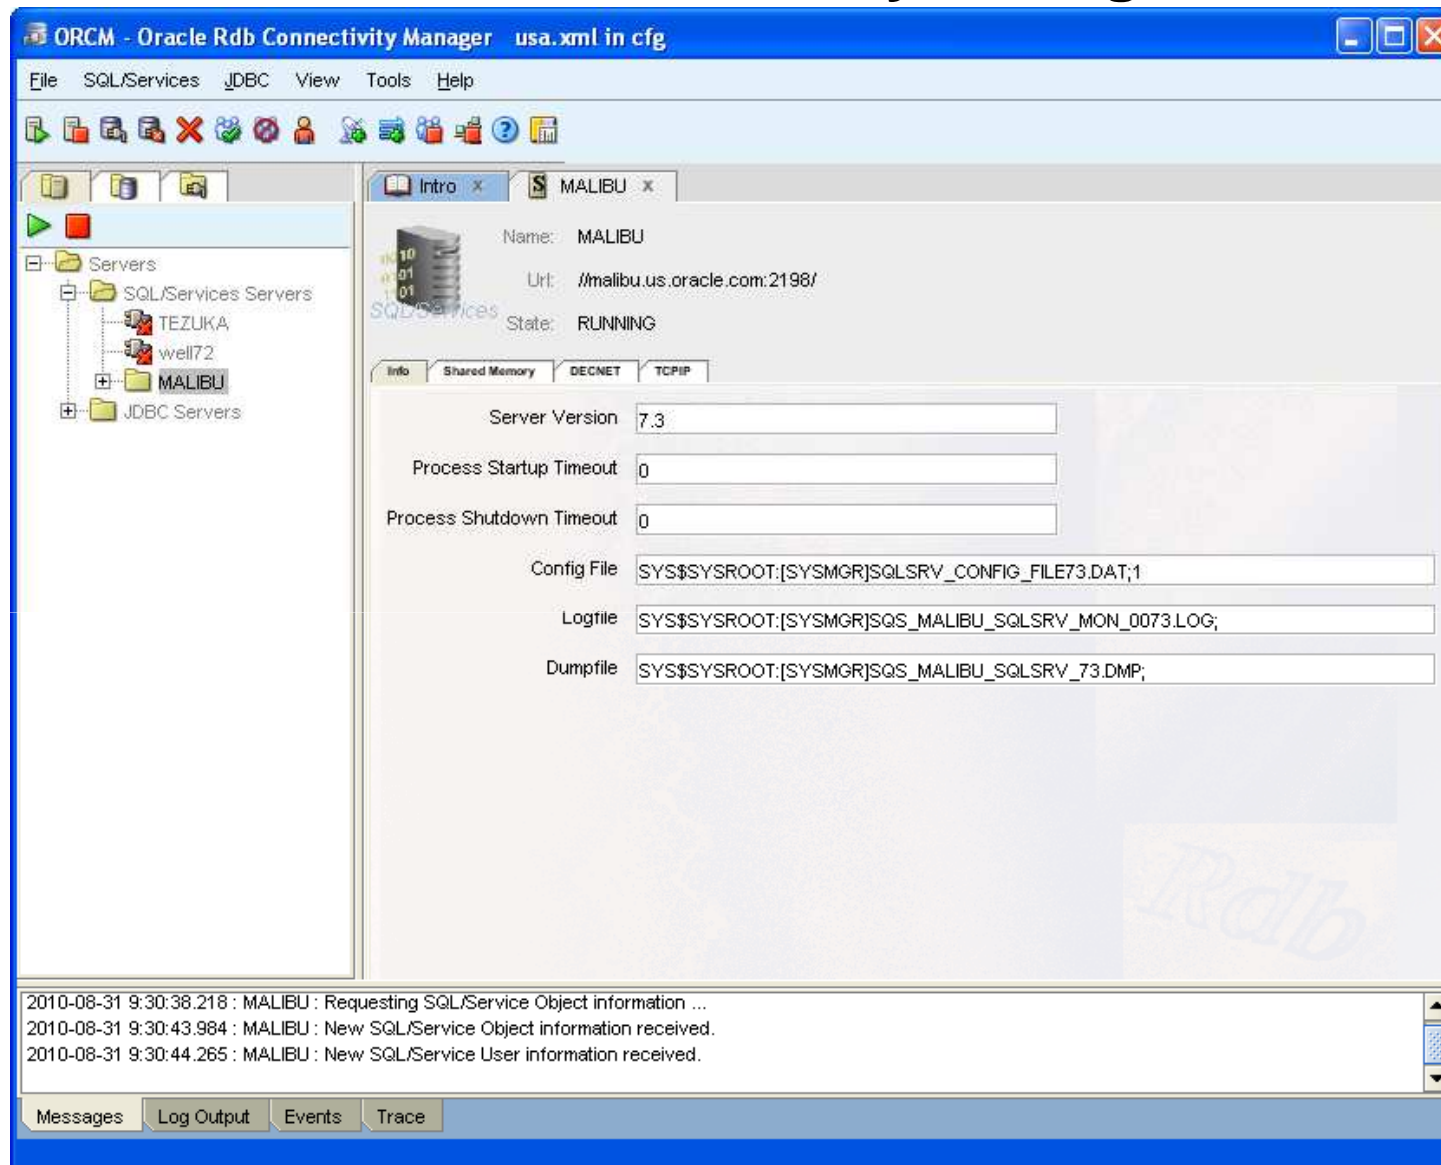 ORCM - Oracle Rdb Connectivity Manager usa.xml in cfg
File SQL/Services JDBC View Tools Help
Intro x MALIBU x
Name: MALIBU
Url: //malibu.us.oracle.com:2198/
SQL/Services
State: RUNNING
Servers
SQL/Services Servers
TEZUKA
well72
MALIBU
JDBC Servers
Info Shared Memory DECNET TCPIP
Server Version 7.3
Process Startup Timeout 0
Process Shutdown Timeout 0
Config File SYS$SYSROOT:[SYSMGR]SQLSRV_CONFIG_FILE73.DAT;1
Logfile SYS$SYSROOT:[SYSMGR]SQS_MALIBU_SQLSRV_MON_0073.LOG;
Dumpfile SYS$SYSROOT:[SYSMGR]SQS_MALIBU_SQLSRV_73.DMP;
Rdb
2010-08-31 9:30:38.218 : MALIBU : Requesting SQL/Service Object information ...
2010-08-31 9:30:43.984 : MALIBU : New SQL/Service Object information received.
2010-08-31 9:30:44.265 : MALIBU : New SQL/Service User information received.
Messages Log Output Events Trace